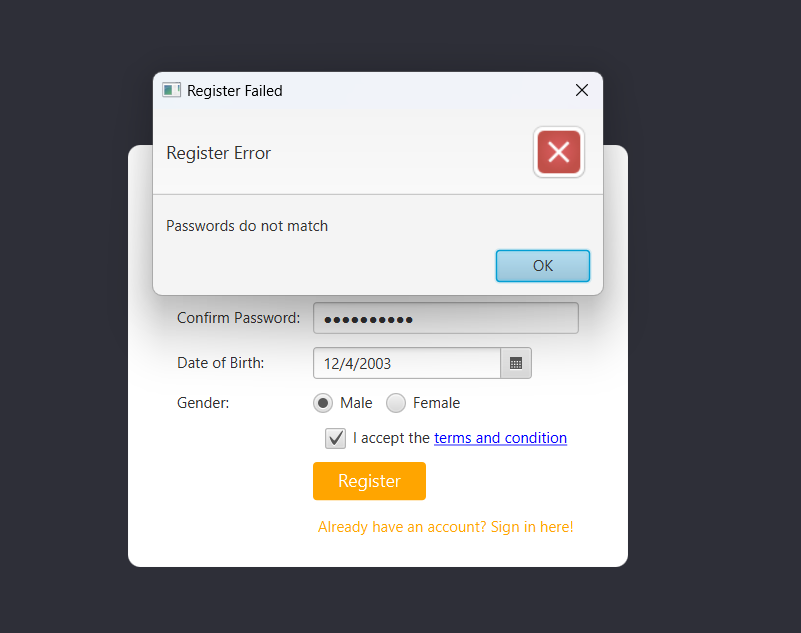 Register Failed
Register Error
Passwords do not match
OK
Confirm Password: ●●●●●●●●●●
Date of Birth: 12/4/2003
Gender: Male Female
I accept the terms and condition
Register
Already have an account? Sign in here!